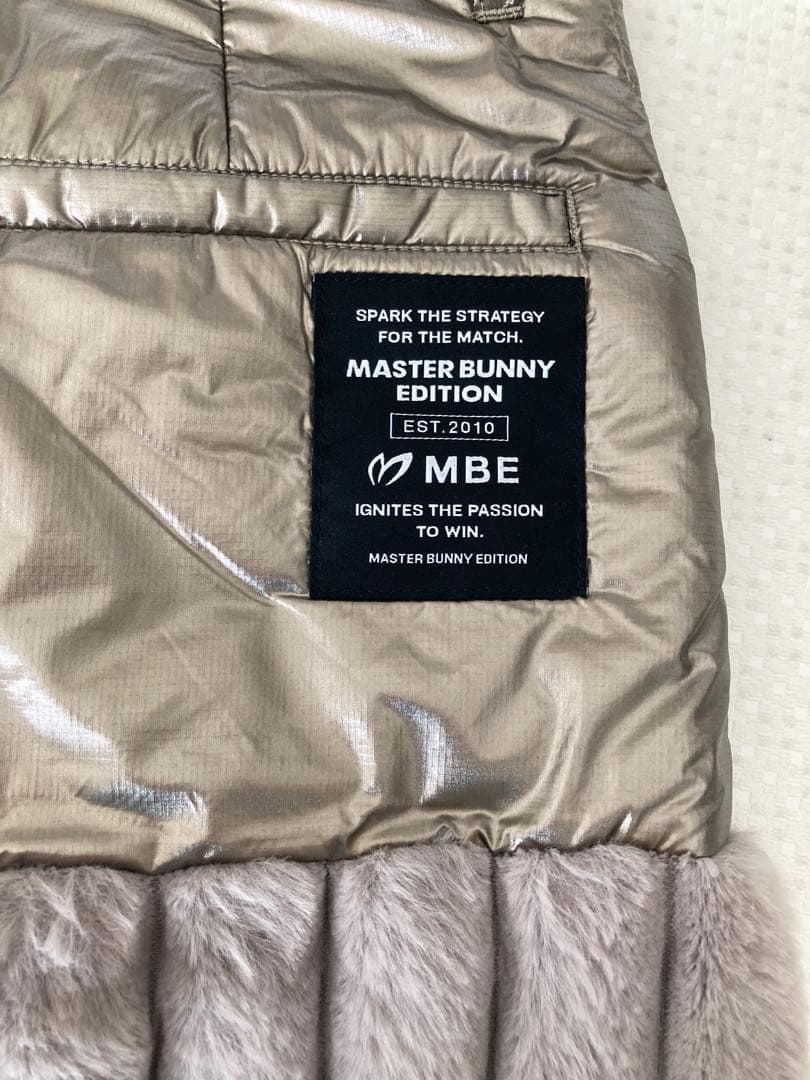 SPARK THE STRATEGY
FOR THE MATCH.
MASTER BUNNY
EDITION
EST.2010
MBE
IGNITES THE PASSION
TO WIN.
MASTER BUNNY EDITION